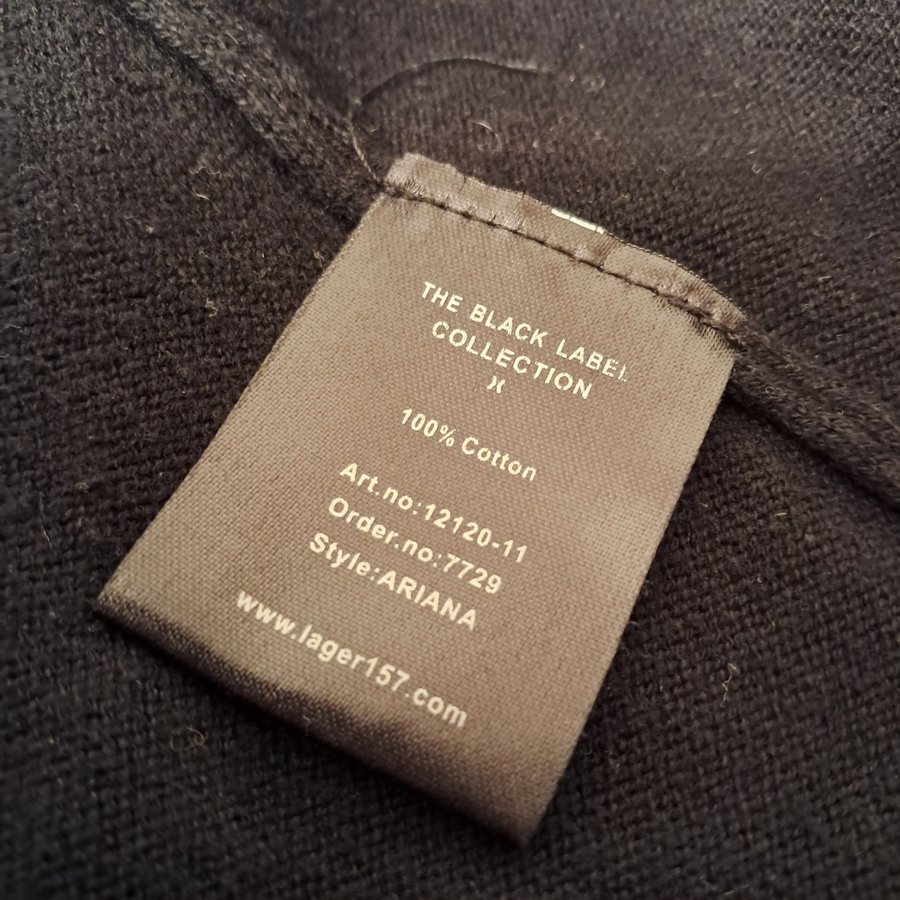 THE BLACK LABEL
COLLECTION
100% Cotton
Art.no:12120-11
Order.no:7729
Style:ARIANA
www.lager157.com